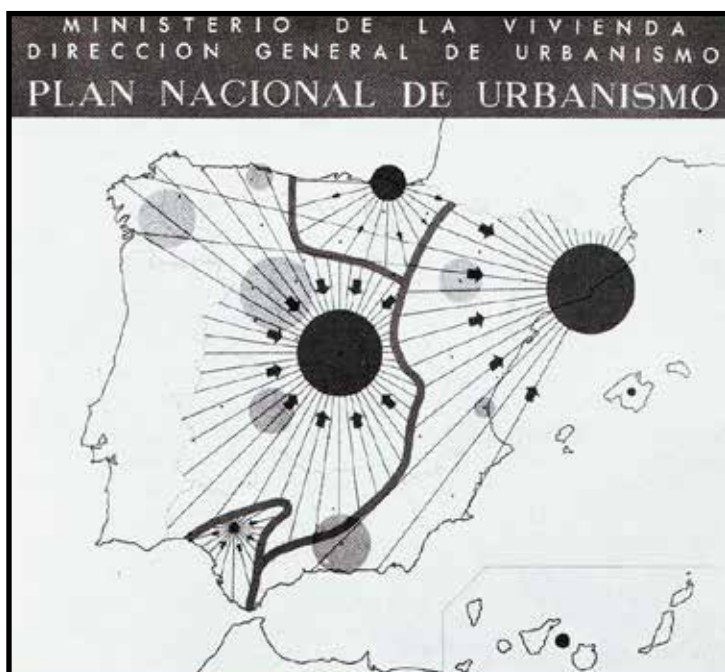 MINISTERIO DE LA VIVIENDA
DIRECCION GENERAL DE URBANISMO
PLAN NACIONAL DE URBANISMO